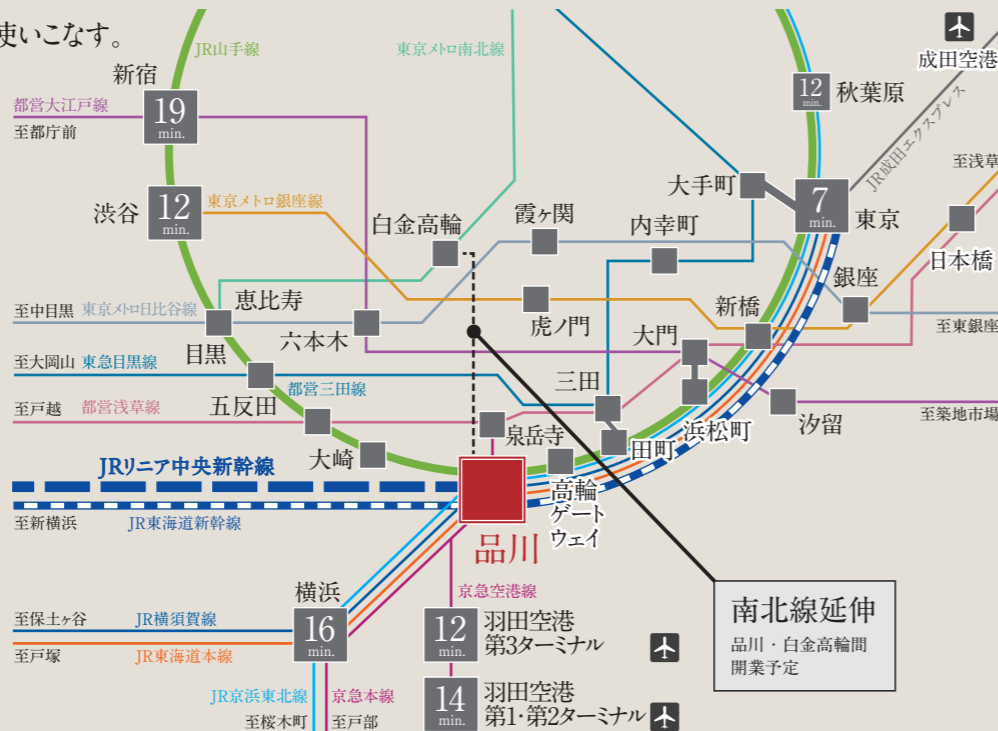 使いこなす。
JR山手線
東京メトロ南北線
成田空港
新宿
19
min.
都営大江戸線
至都庁前
12
min.
秋葉原
JR成田エクスプレス
至浅草
大手町
7
min.
東京
渋谷
12
min.
東京メトロ銀座線
白金高輪
霞ヶ関
内幸町
日本橋
銀座
恵比寿
至中目黒
東京メトロ日比谷線
六本木
虎ノ門
新橋
至東銀座
目黒
大門
至大岡山
東急目黒線
都営三田線
三田
至戸越
都営浅草線
五反田
泉岳寺
田町
浜松町
汐留
至築地市場
大崎
JRリニア中央新幹線
高輪
ゲート
ウェイ
至新横浜
JR東海道新幹線
品川
横浜
16
min.
至保土ヶ谷
JR横須賀線
至戸塚
JR東海道本線
JR京浜東北線
至桜木町
京急本線
至戸部
京急空港線
12
min.
羽田空港
第3ターミナル
14
min.
羽田空港
第1・第2ターミナル
南北線延伸
品川・白金高輪間
開業予定